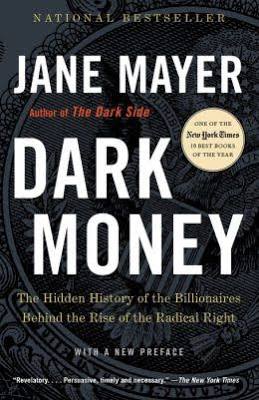 NATIONAL BESTSELLER
JANE MAYER
Author of The Dark Side
ONE OF THE
New York Times
10 BEST BOOKS
OF THE YEAR
DARK
MONEY
The Hidden History of the Billionaires
Behind the Rise of the Radical Right
WITH A NEW PREFACE
"Revelatory. . . . Persuasive, timely and necessary." —The New York Times